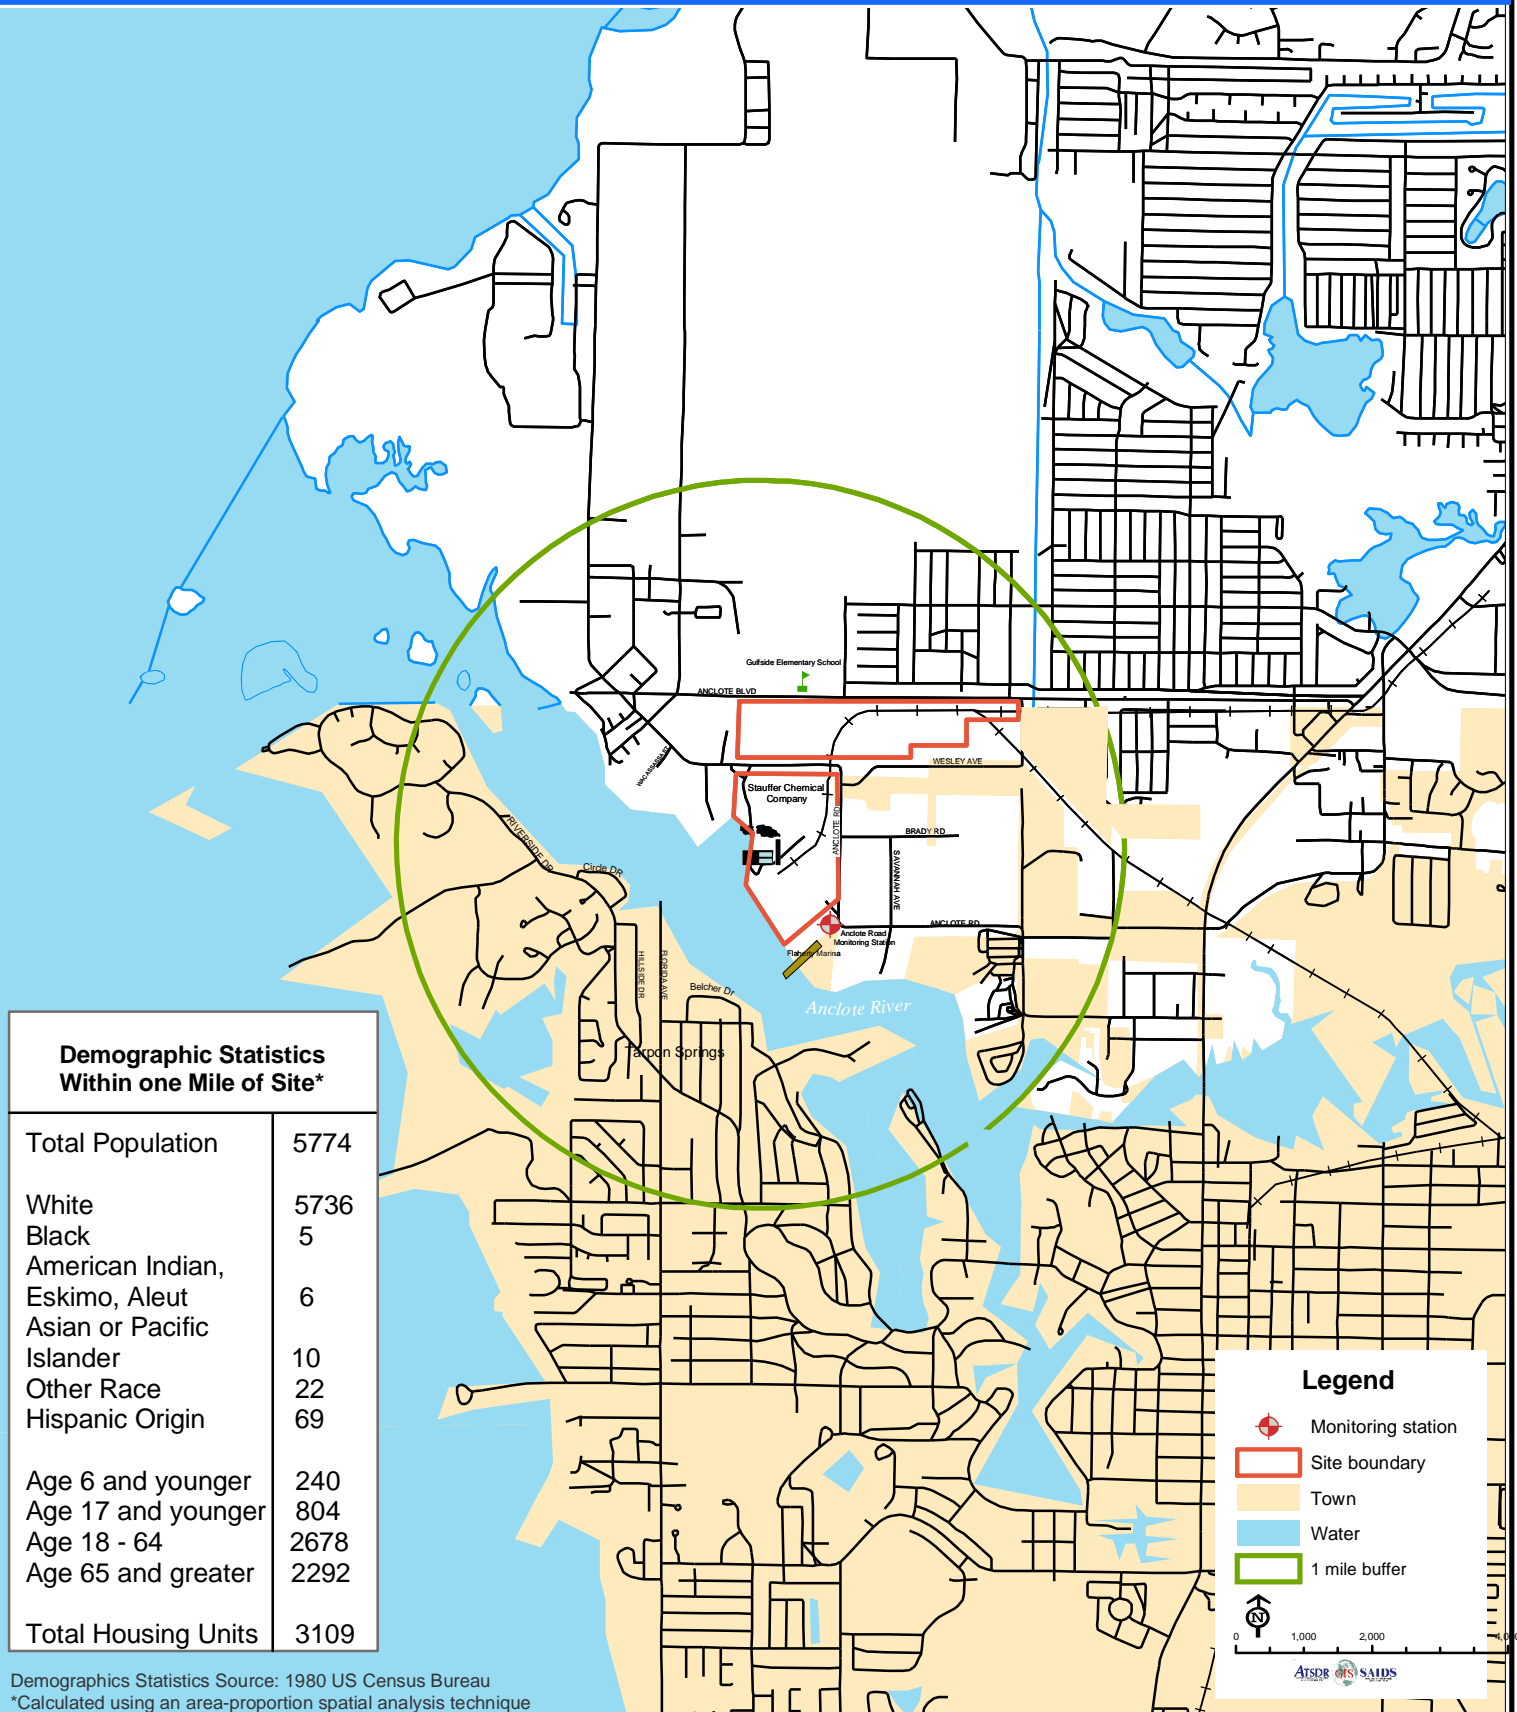 Gulfside Elementary School
ANCLOTE BLVD
WESLEY AVE
Stauffer Chemical
Company
ANCLOTE RD
BRADY RD
SAVANNAH AVE
RIVERSIDE DR
Circle DR
ANCLOTE RD
Anclote Road
Monitoring Station
Marina
HILLSIDE DR
FLORIDA AVE
Belcher Dr
Anclote River
Tarpon Springs
Demographic Statistics
Within one Mile of Site*
Total Population 5774
White 5736
Black 5
American Indian,
Eskimo, Aleut 6
Asian or Pacific
Islander 10
Other Race 22
Hispanic Origin 69
Age 6 and younger 240
Age 17 and younger 804
Age 18 - 64 2678
Age 65 and greater 2292
Total Housing Units 3109
Demographics Statistics Source: 1980 US Census Bureau
*Calculated using an area-proportion spatial analysis technique
Legend
Monitoring station
Site boundary
Town
Water
1 mile buffer
N
0 1,000 2,000
ATSDR GIS SAIDS